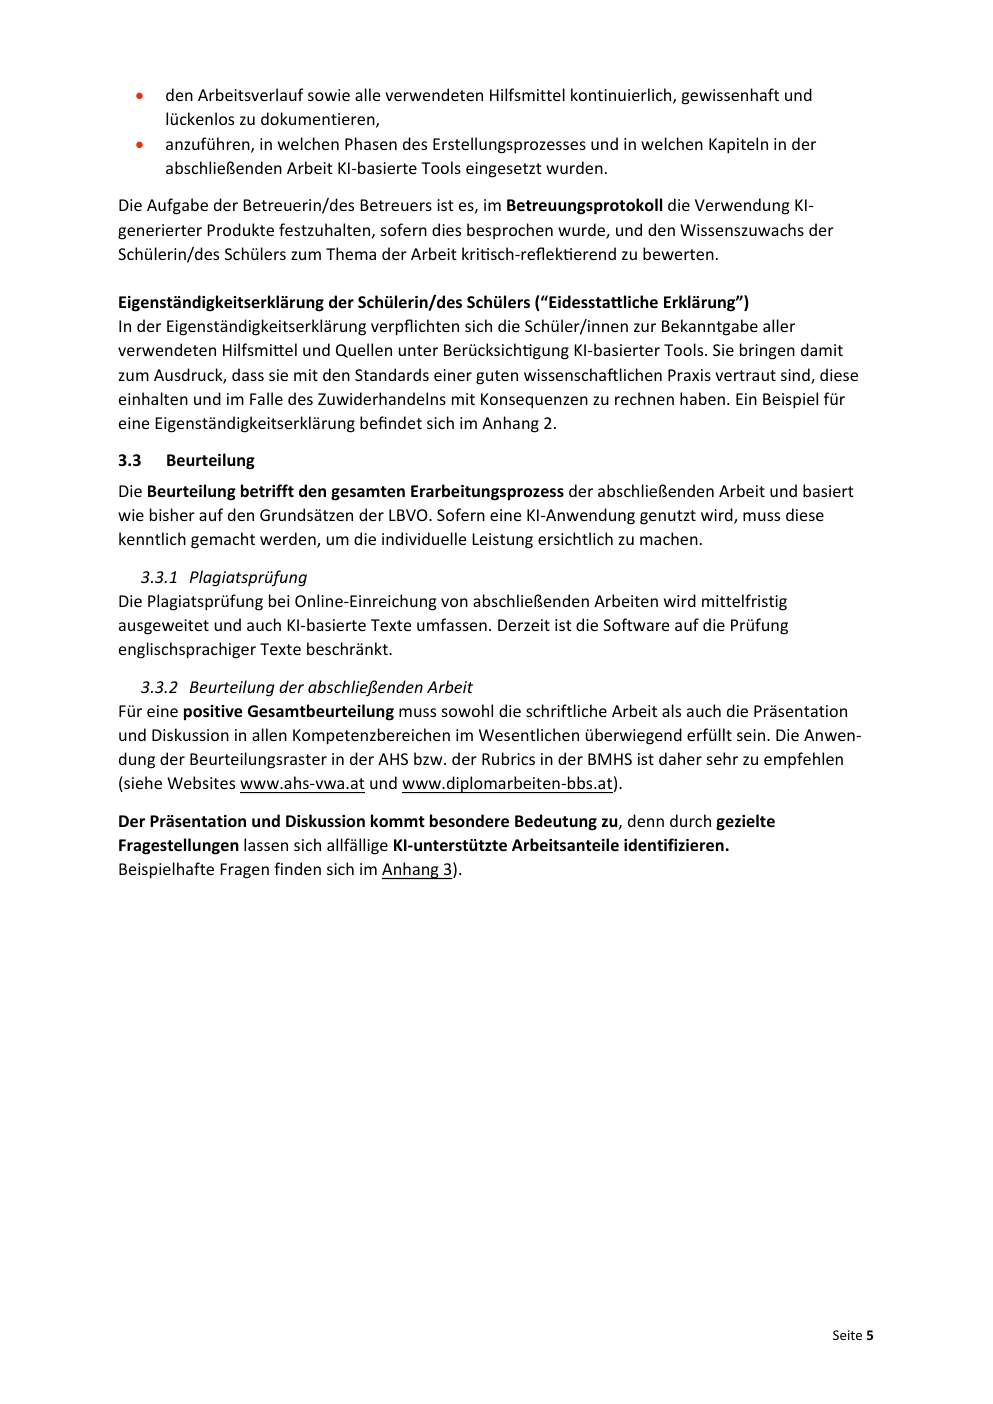 • den Arbeitsverlauf sowie alle verwendeten Hilfsmittel kontinuierlich, gewissenhaft und
lückenlos zu dokumentieren,
• anzuführen, in welchen Phasen des Erstellungsprozesses und in welchen Kapiteln in der
abschließenden Arbeit KI-basierte Tools eingesetzt wurden.
Die Aufgabe der Betreuerin/des Betreuers ist es, im Betreuungsprotokoll die Verwendung KI-
generierter Produkte festzuhalten, sofern dies besprochen wurde, und den Wissenszuwachs der
Schülerin/des Schülers zum Thema der Arbeit kritisch-reflektierend zu bewerten.
Eigenständigkeitserklärung der Schülerin/des Schülers (“Eidesstattliche Erklärung”)
In der Eigenständigkeitserklärung verpflichten sich die Schüler/innen zur Bekanntgabe aller
verwendeten Hilfsmittel und Quellen unter Berücksichtigung KI-basierter Tools. Sie bringen damit
zum Ausdruck, dass sie mit den Standards einer guten wissenschaftlichen Praxis vertraut sind, diese
einhalten und im Falle des Zuwiderhandelns mit Konsequenzen zu rechnen haben. Ein Beispiel für
eine Eigenständigkeitserklärung befindet sich im Anhang 2.
3.3 Beurteilung
Die Beurteilung betrifft den gesamten Erarbeitungsprozess der abschließenden Arbeit und basiert
wie bisher auf den Grundsätzen der LBVO. Sofern eine KI-Anwendung genutzt wird, muss diese
kenntlich gemacht werden, um die individuelle Leistung ersichtlich zu machen.
3.3.1 Plagiatsprüfung
Die Plagiatsprüfung bei Online-Einreichung von abschließenden Arbeiten wird mittelfristig
ausgeweitet und auch KI-basierte Texte umfassen. Derzeit ist die Software auf die Prüfung
englischsprachiger Texte beschränkt.
3.3.2 Beurteilung der abschließenden Arbeit
Für eine positive Gesamtbeurteilung muss sowohl die schriftliche Arbeit als auch die Präsentation
und Diskussion in allen Kompetenzbereichen im Wesentlichen überwiegend erfüllt sein. Die Anwen-
dung der Beurteilungsraster in der AHS bzw. der Rubrics in der BMHS ist daher sehr zu empfehlen
(siehe Websites www.ahs-vwa.at und www.diplomarbeiten-bbs.at).
Der Präsentation und Diskussion kommt besondere Bedeutung zu, denn durch gezielte
Fragestellungen lassen sich allfällige KI-unterstützte Arbeitsanteile identifizieren.
Beispielhafte Fragen finden sich im Anhang 3).
Seite 5